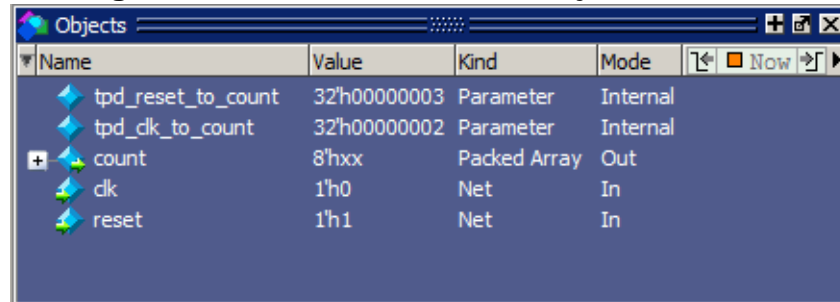 Objects
Name Value Kind Mode Now
tpd_reset_to_count 32'h00000003 Parameter Internal
tpd_clk_to_count 32'h00000002 Parameter Internal
count 8'hxx Packed Array Out
clk 1'h0 Net In
reset 1'h1 Net In